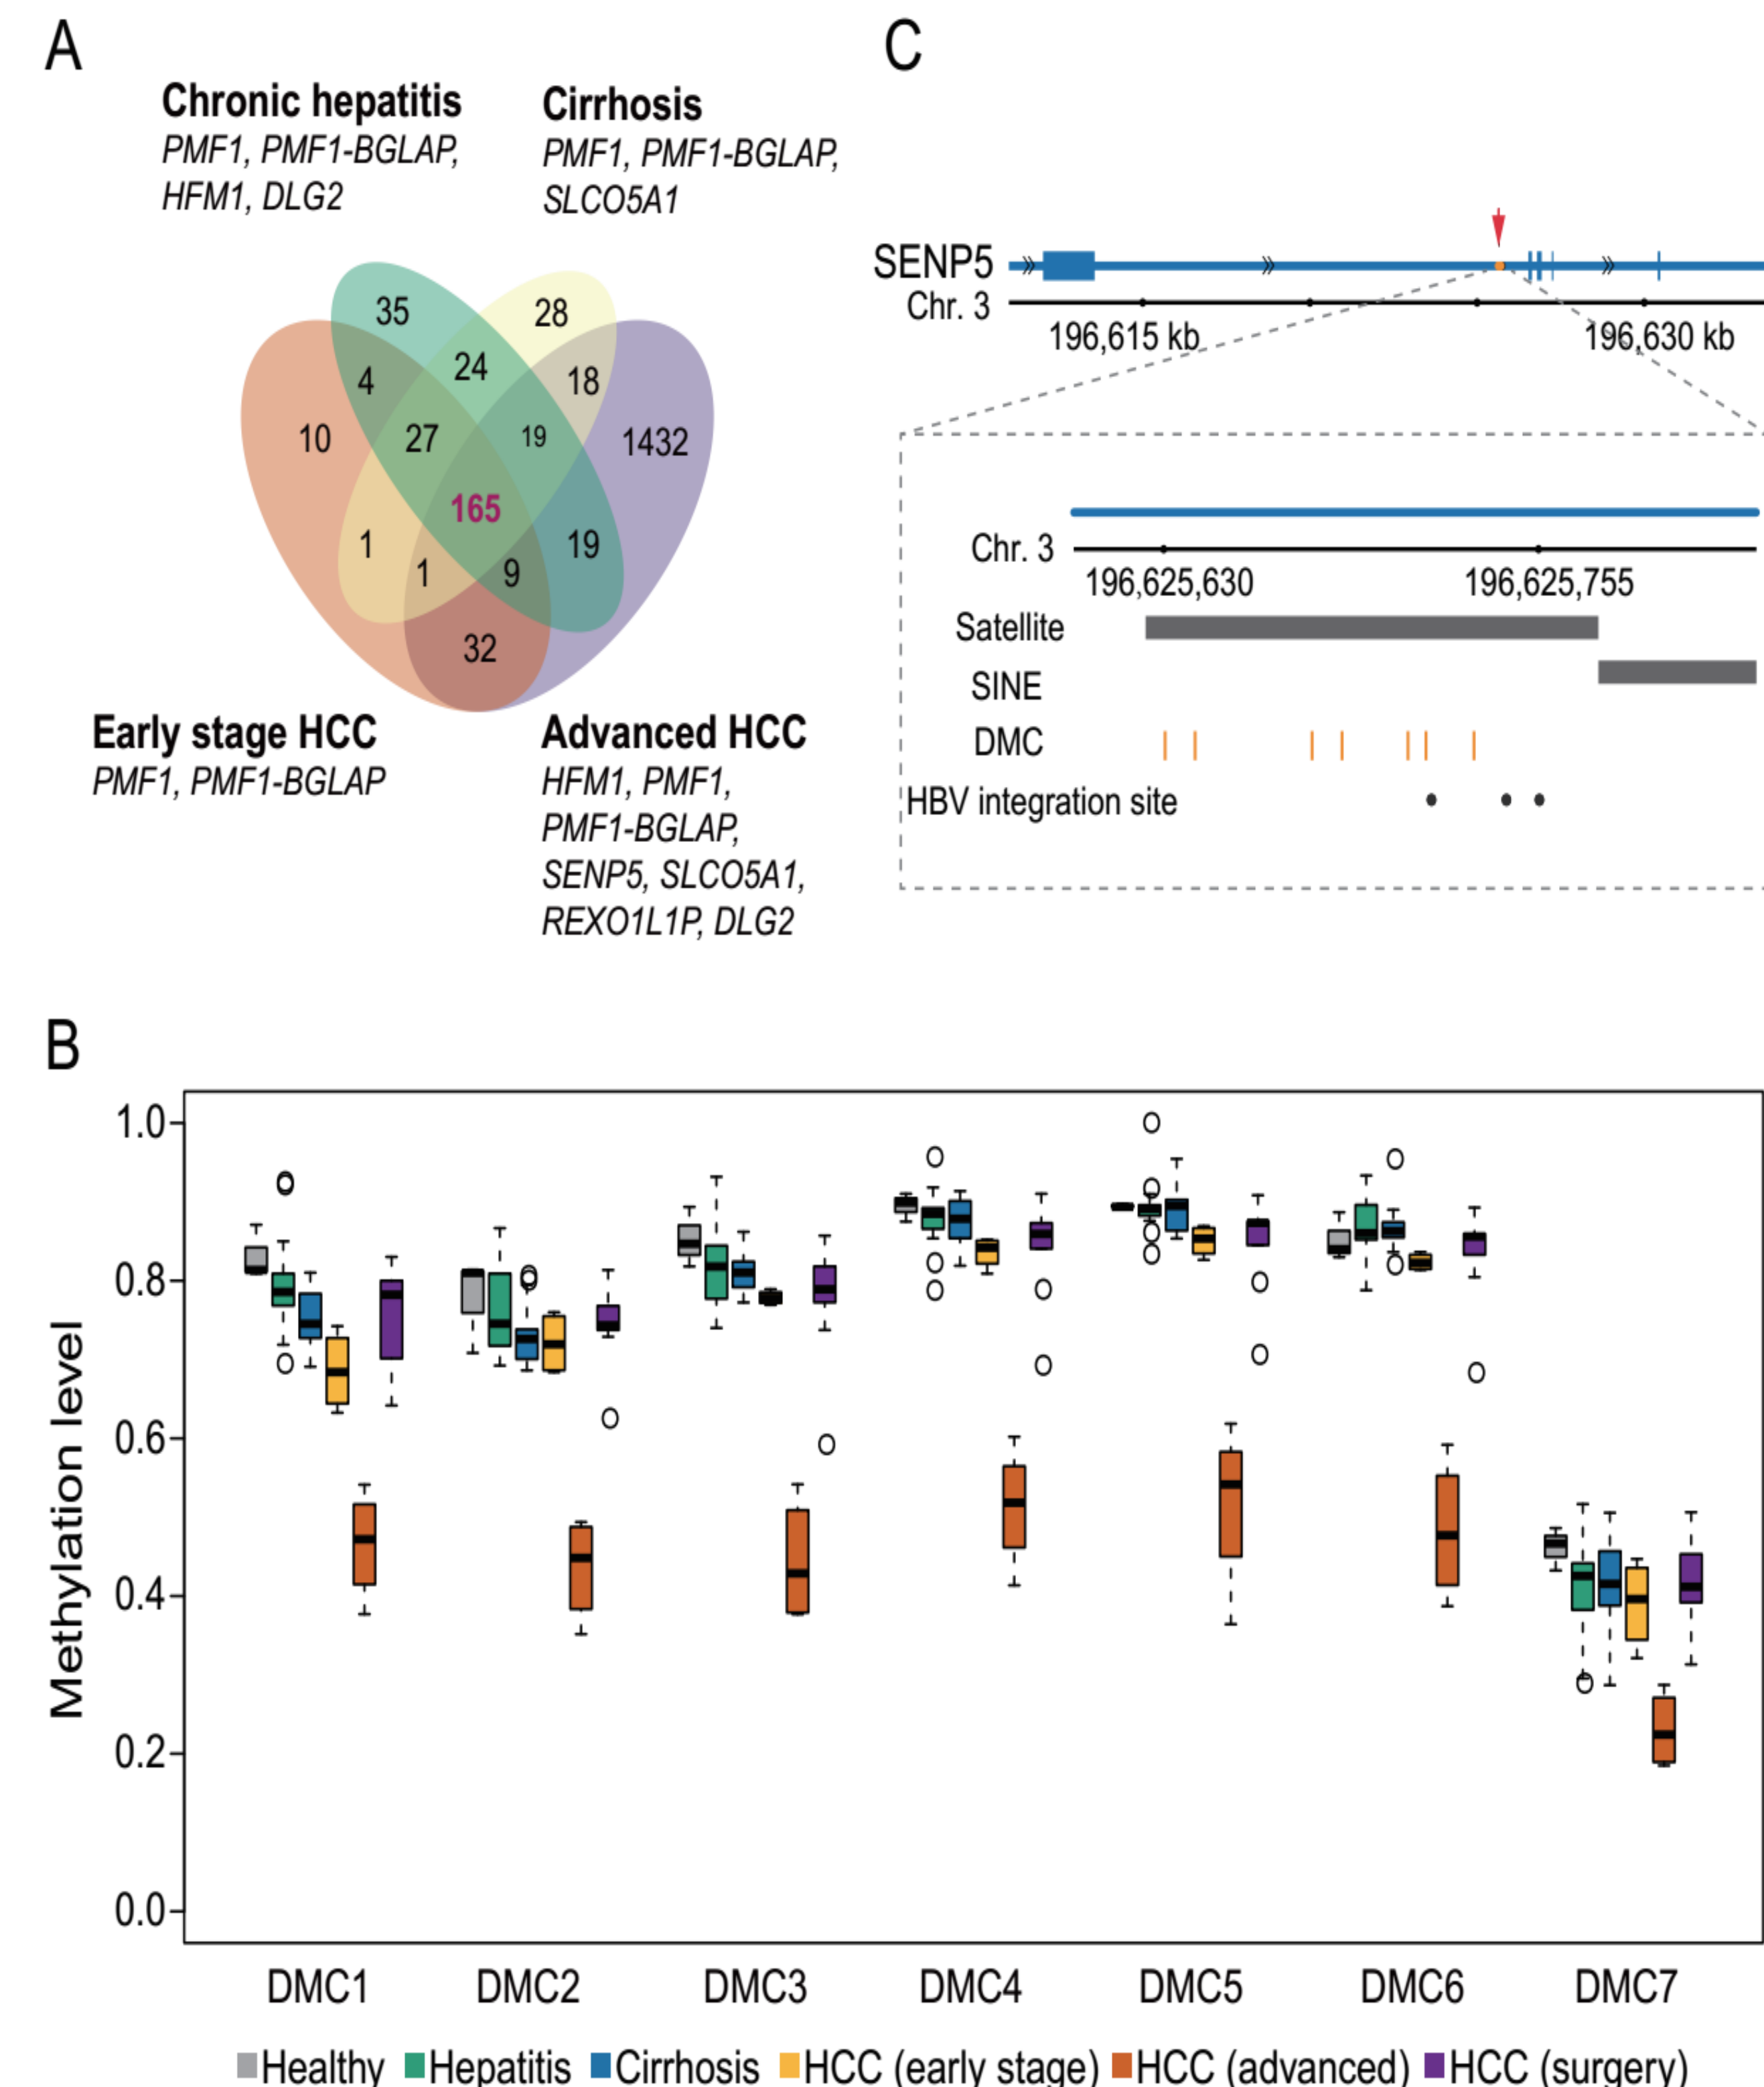 A
Chronic hepatitis
PMF1, PMF1-BGLAP,
HFM1, DLG2
Cirrhosis
PMF1, PMF1-BGLAP,
SLCO5A1
35
28
4
24
18
10
27
19
1432
165
1
1
9
19
32
Early stage HCC
PMF1, PMF1-BGLAP
Advanced HCC
HFM1, PMF1,
PMF1-BGLAP,
SENP5, SLCO5A1,
REXO1L1P, DLG2
C
SENP5
Chr. 3
196,615 kb
196,630 kb
Chr. 3
196,625,630
196,625,755
Satellite
SINE
DMC
HBV integration site
B
Methylation level
1.0
0.8
0.6
0.4
0.2
0.0
DMC1
DMC2
DMC3
DMC4
DMC5
DMC6
DMC7
Healthy
Hepatitis
Cirrhosis
HCC (early stage)
HCC (advanced)
HCC (surgery)